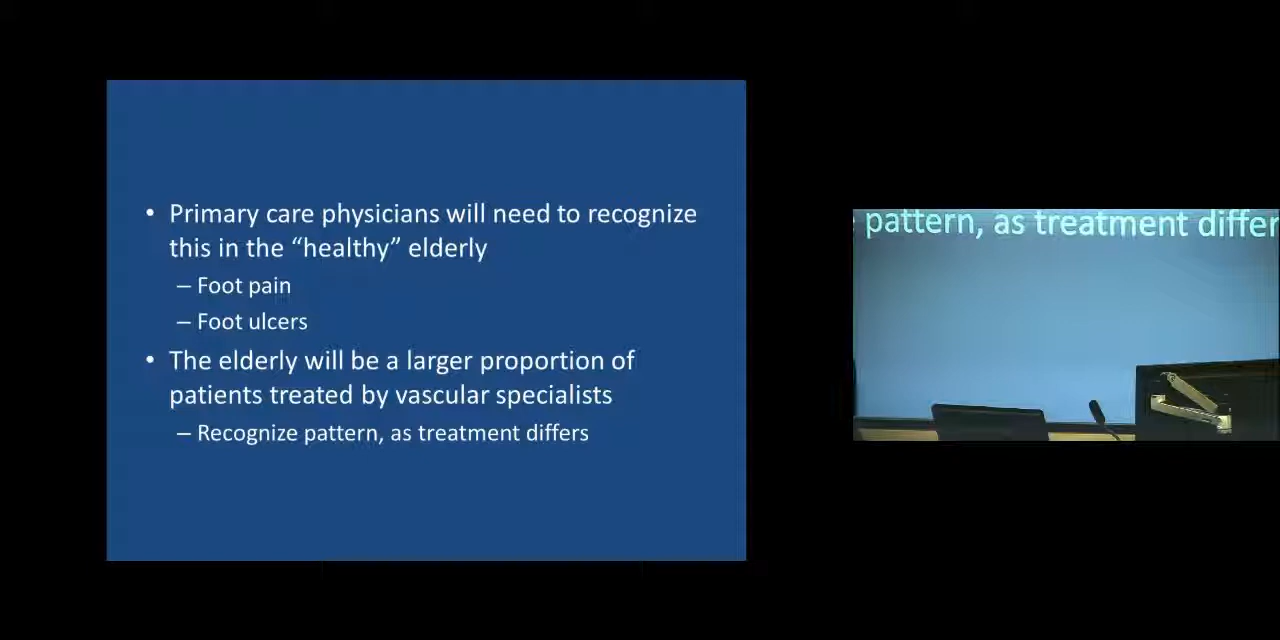 • Primary care physicians will need to recognize
this in the “healthy” elderly
– Foot pain
– Foot ulcers
• The elderly will be a larger proportion of
patients treated by vascular specialists
– Recognize pattern, as treatment differs
pattern, as treatment differ